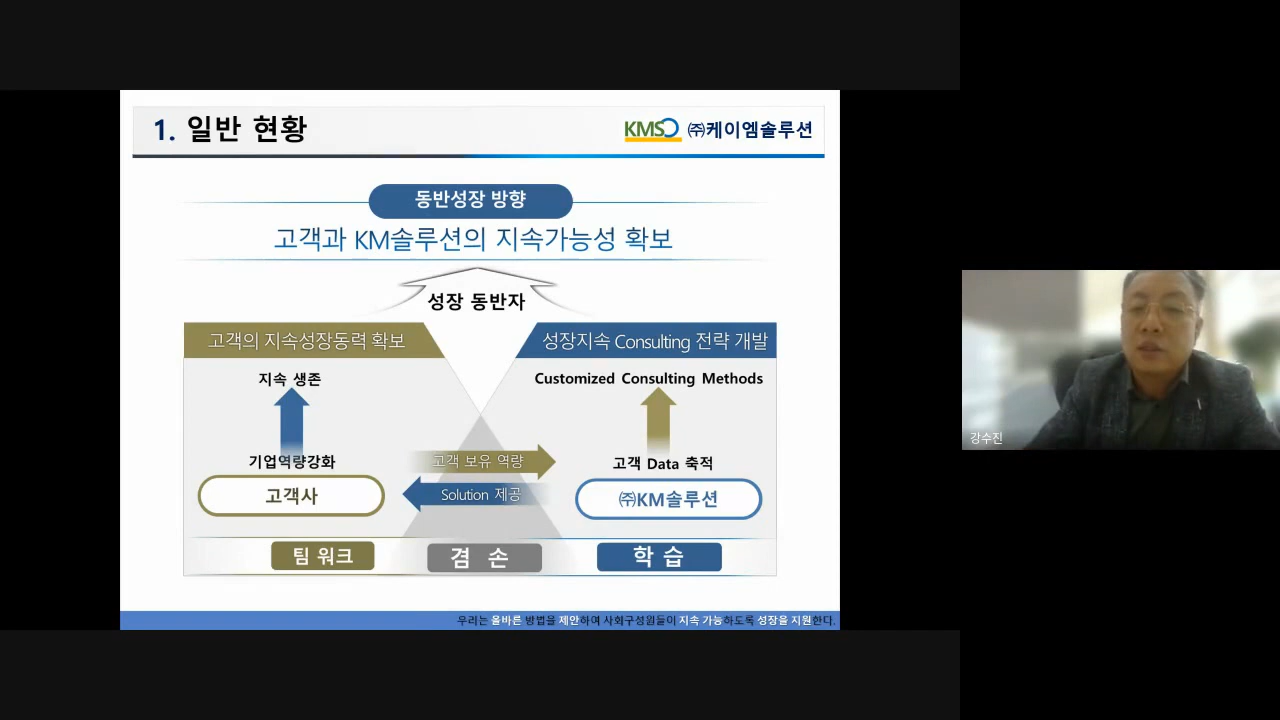 1. 일반 현황
KMS ㈜케이엠솔루션
동반성장 방향
고객과 KM솔루션의 지속가능성 확보
성장 동반자
고객의 지속성장동력 확보
성장지속 Consulting 전략 개발
지속 생존
Customized Consulting Methods
기업역량강화
고객 보유 역량
고객 Data 축적
고객사
Solution 제공
㈜KM솔루션
팀 워크
겸 손
학 습
우리는 올바른 방법을 제안하여 사회구성원들이 지속 가능하도록 성장을 지원한다.
강수진